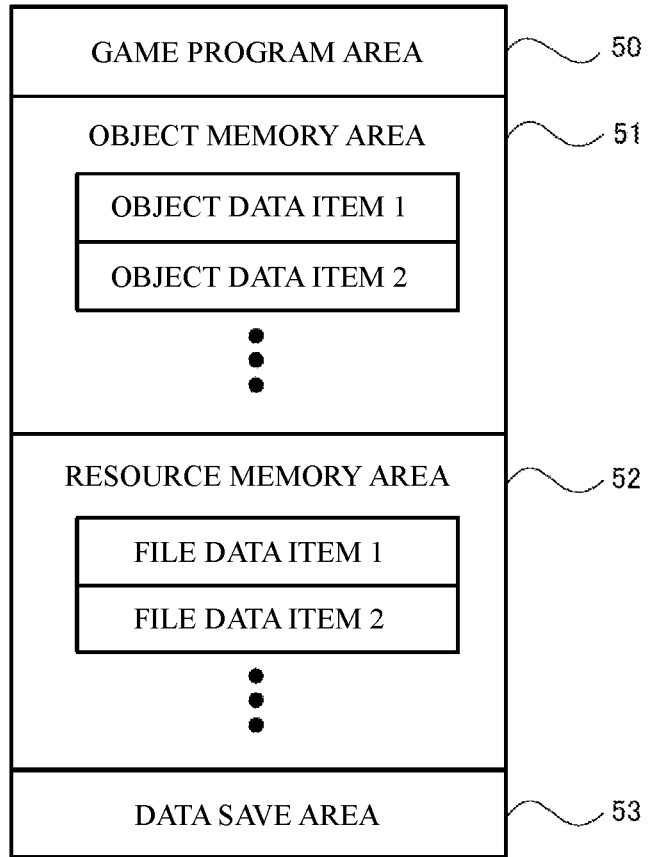 GAME PROGRAM AREA 50
OBJECT MEMORY AREA 51
OBJECT DATA ITEM 1
OBJECT DATA ITEM 2
RESOURCE MEMORY AREA 52
FILE DATA ITEM 1
FILE DATA ITEM 2
DATA SAVE AREA 53